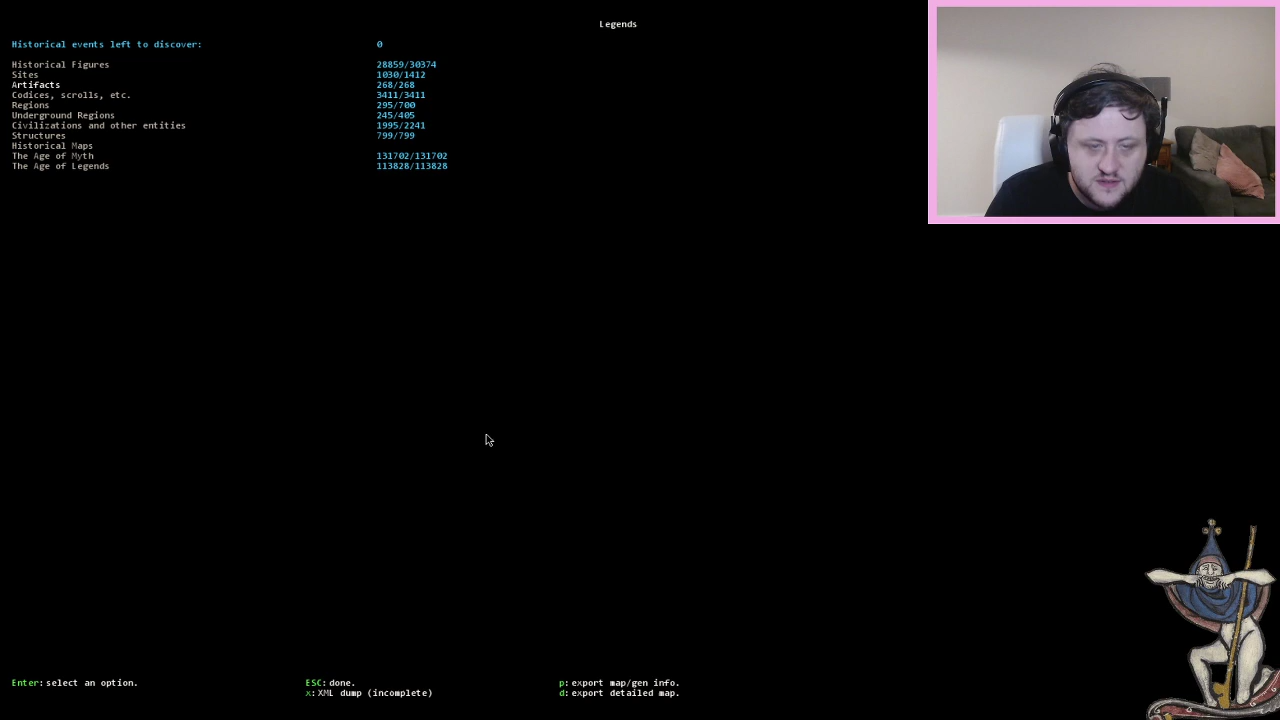 Legends
Historical events left to discover: 0
Historical Figures 28859/30374
Sites 1030/1412
Artifacts 268/268
Codices, scrolls, etc. 3411/3411
Regions 295/700
Underground Regions 245/405
Civilizations and other entities 1995/2241
Structures 799/799
Historical Maps
The Age of Myth 131702/131702
The Age of Legends 113828/113828
Enter: select an option. ESC: done. p: export map/gen info.
x: XML dump (incomplete) d: export detailed map.